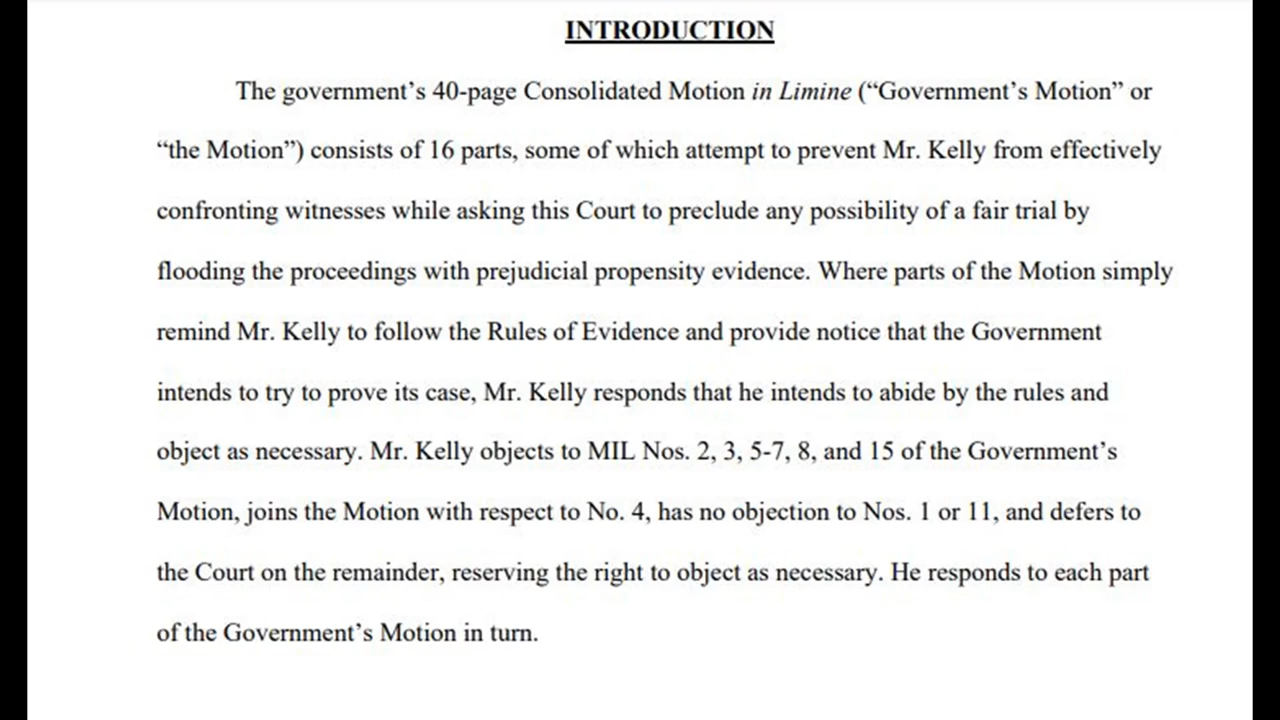 INTRODUCTION
The government’s 40-page Consolidated Motion in Limine (“Government’s Motion” or
“the Motion”) consists of 16 parts, some of which attempt to prevent Mr. Kelly from effectively
confronting witnesses while asking this Court to preclude any possibility of a fair trial by
flooding the proceedings with prejudicial propensity evidence. Where parts of the Motion simply
remind Mr. Kelly to follow the Rules of Evidence and provide notice that the Government
intends to try to prove its case, Mr. Kelly responds that he intends to abide by the rules and
object as necessary. Mr. Kelly objects to MIL Nos. 2, 3, 5-7, 8, and 15 of the Government’s
Motion, joins the Motion with respect to No. 4, has no objection to Nos. 1 or 11, and defers to
the Court on the remainder, reserving the right to object as necessary. He responds to each part
of the Government’s Motion in turn.